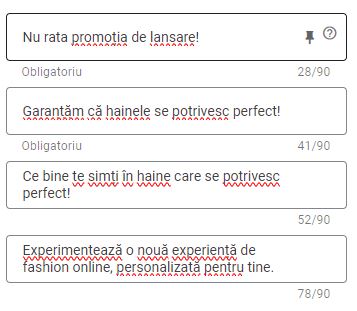 Nu rata promoția de lansare!
Obligatoriu
28/90
Garantăm că hainele se potrivesc perfect!
Obligatoriu
41/90
Ce bine te simți în haine care se potrivesc
perfect!
52/90
Experimentează o nouă experiență de
fashion online, personalizată pentru tine.
78/90